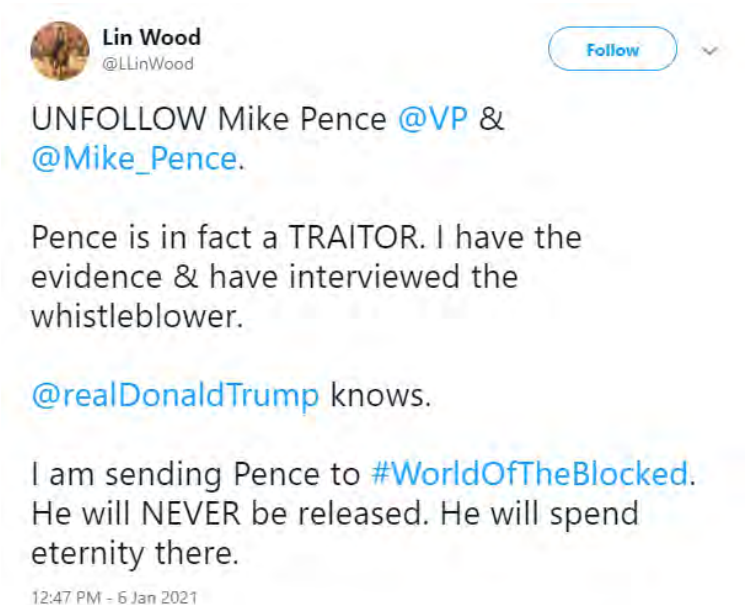 Lin Wood
@LLinWood
Follow
UNFOLLOW Mike Pence @VP &
@Mike_Pence.
Pence is in fact a TRAITOR. I have the
evidence & have interviewed the
whistleblower.
@realDonaldTrump knows.
I am sending Pence to #WorldOfTheBlocked.
He will NEVER be released. He will spend
eternity there.
12:47 PM - 6 Jan 2021